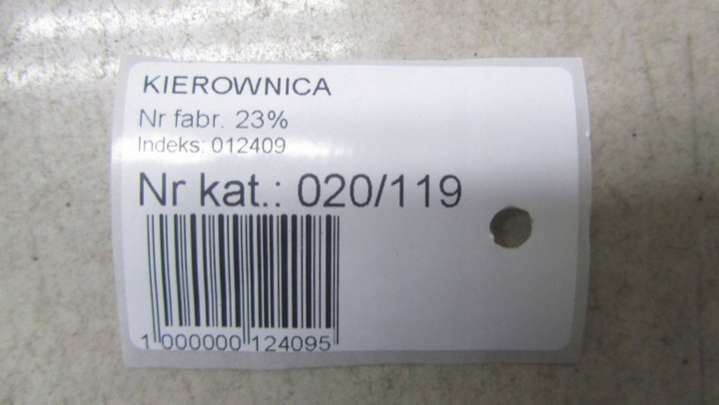 KIEROWNICA
Nr fabr. 23%
Indeks: 012409
Nr kat.: 020/119
1 000000 124095